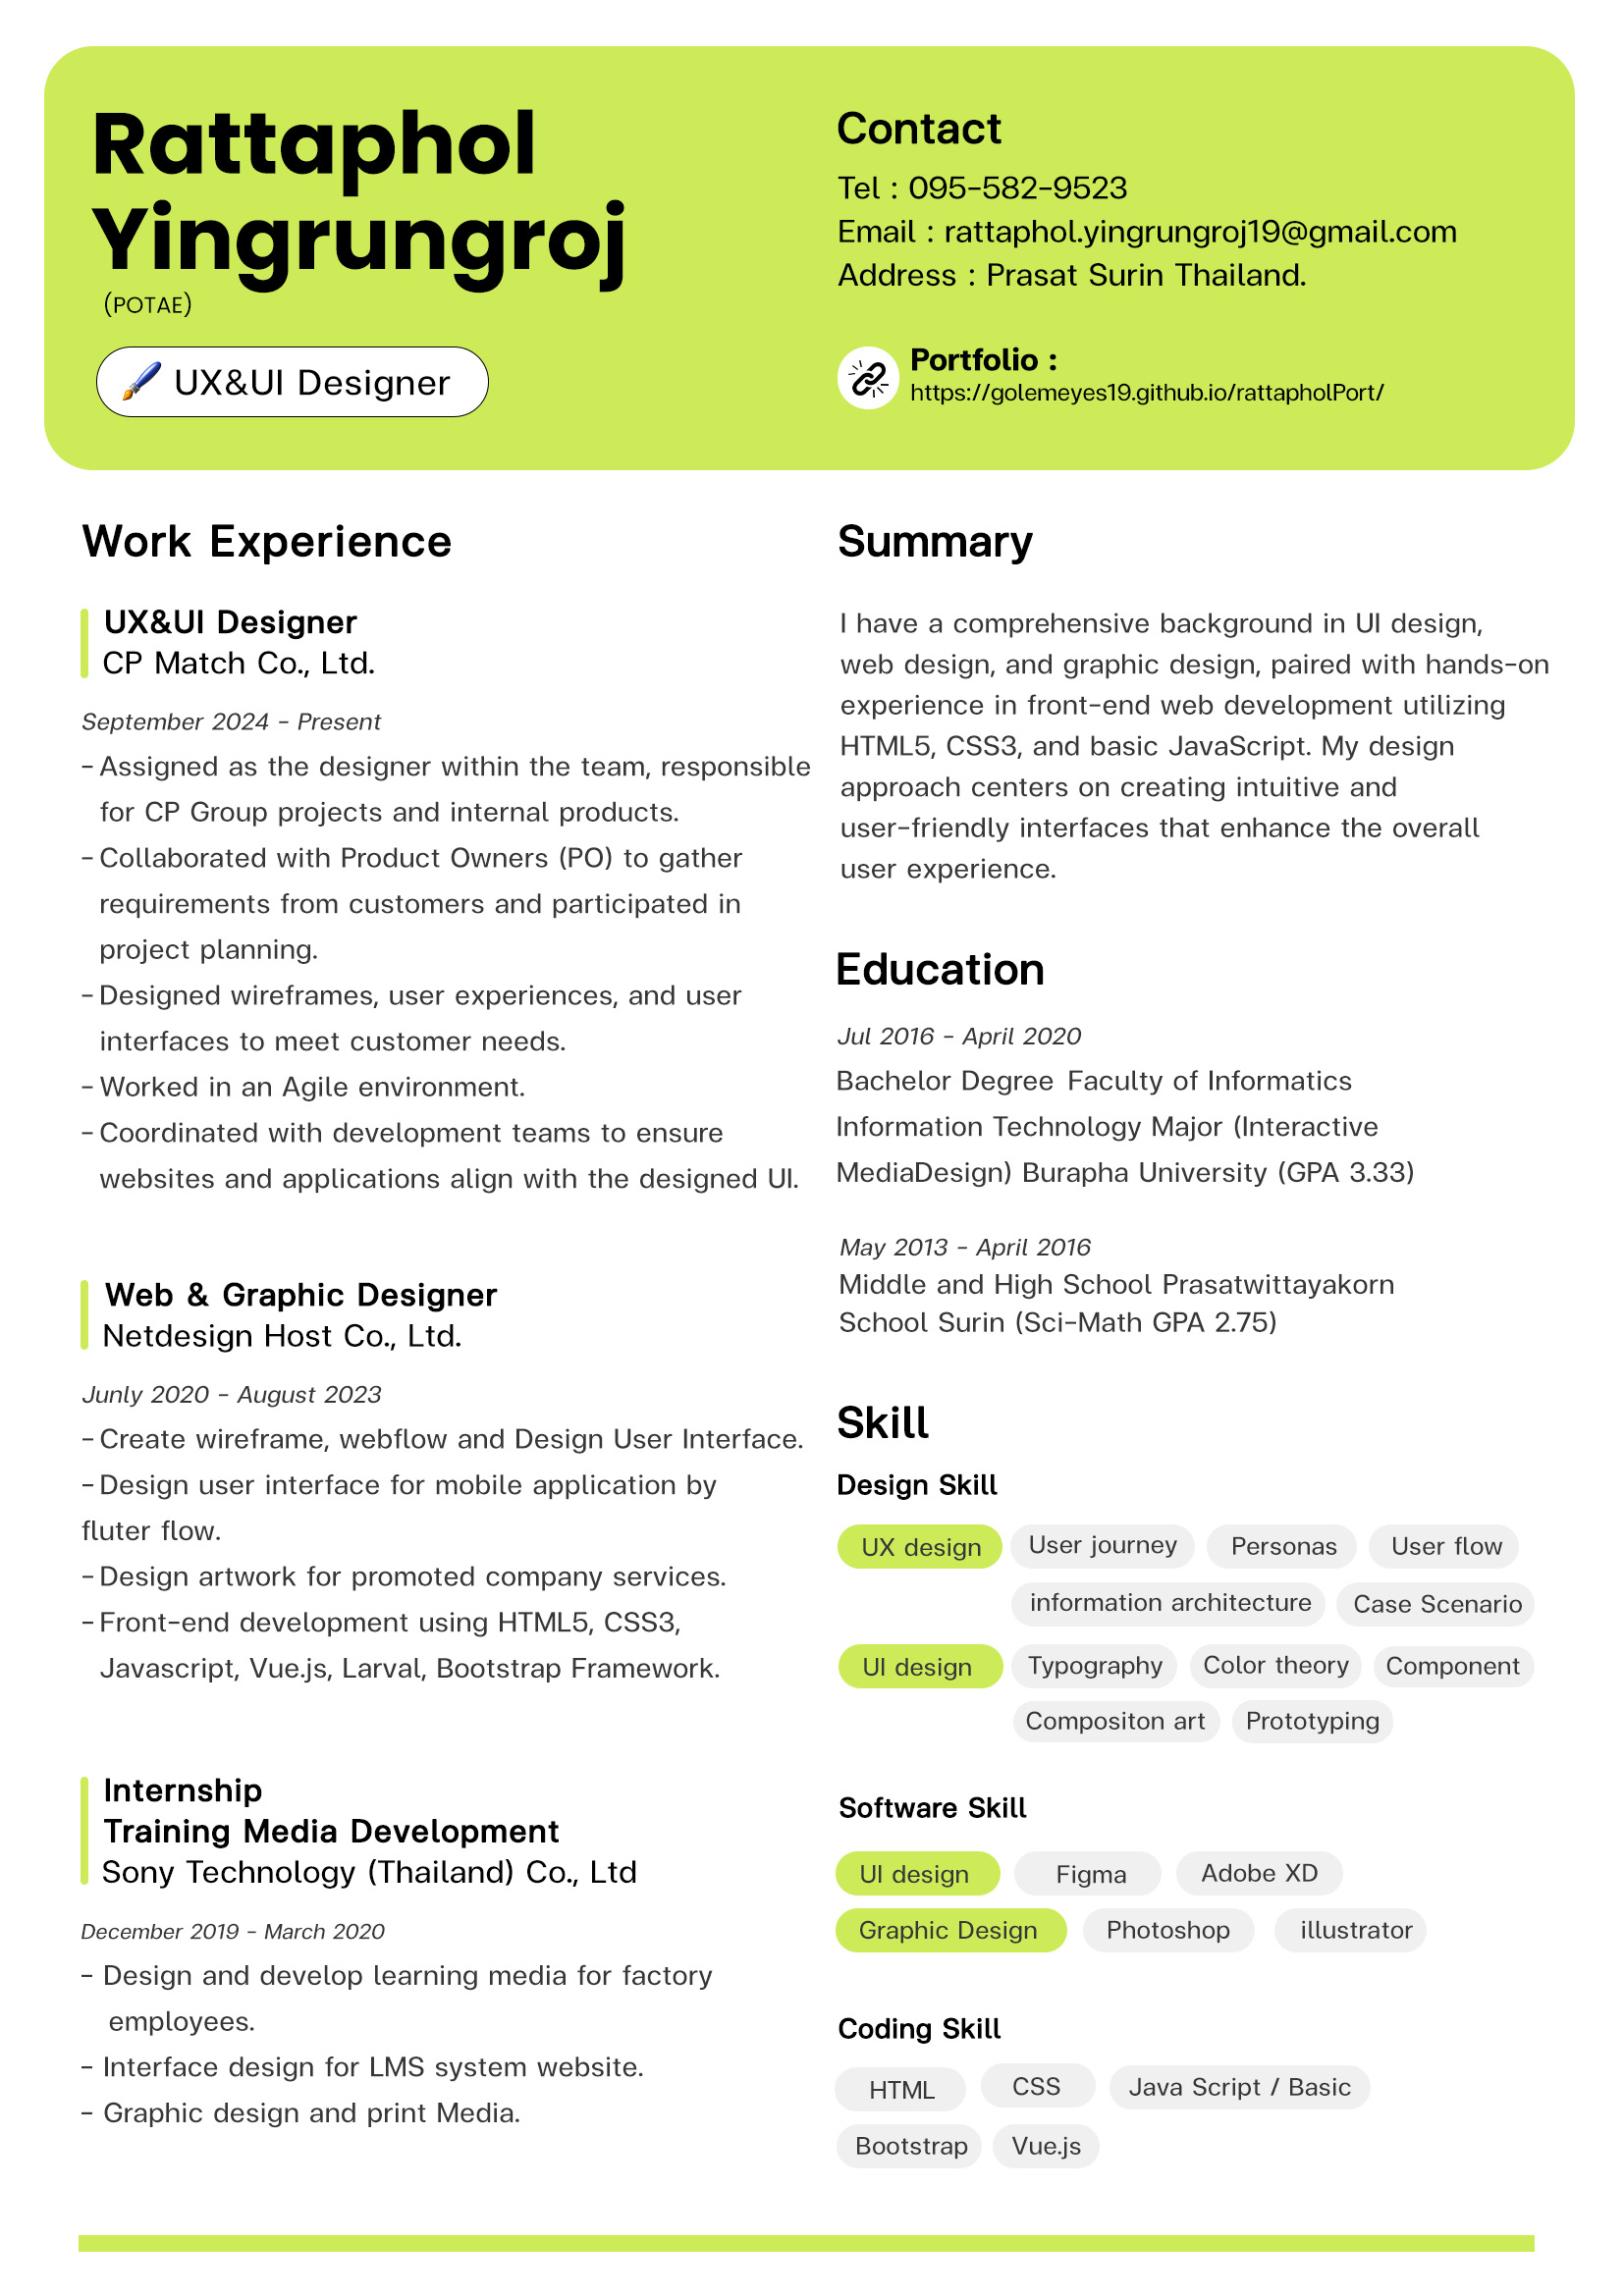 Rattaphol
Yingrungroj
(POTAE)
UX&UI Designer
Contact
Tel : 095-582-9523
Email : rattaphol.yingrungroj19@gmail.com
Address : Prasat Surin Thailand.
Portfolio :
https://golemeyes19.github.io/rattapholPort/
Work Experience
UX&UI Designer
CP Match Co., Ltd.
September 2024 - Present
- Assigned as the designer within the team, responsible
for CP Group projects and internal products.
- Collaborated with Product Owners (PO) to gather
requirements from customers and participated in
project planning.
- Designed wireframes, user experiences, and user
interfaces to meet customer needs.
- Worked in an Agile environment.
- Coordinated with development teams to ensure
websites and applications align with the designed UI.
Web & Graphic Designer
Netdesign Host Co., Ltd.
Junly 2020 - August 2023
- Create wireframe, webflow and Design User Interface.
- Design user interface for mobile application by
fluter flow.
- Design artwork for promoted company services.
- Front-end development using HTML5, CSS3,
Javascript, Vue.js, Larval, Bootstrap Framework.
Internship
Training Media Development
Sony Technology (Thailand) Co., Ltd
December 2019 - March 2020
- Design and develop learning media for factory
employees.
- Interface design for LMS system website.
- Graphic design and print Media.
Summary
I have a comprehensive background in UI design,
web design, and graphic design, paired with hands-on
experience in front-end web development utilizing
HTML5, CSS3, and basic JavaScript. My design
approach centers on creating intuitive and
user-friendly interfaces that enhance the overall
user experience.
Education
Jul 2016 - April 2020
Bachelor Degree Faculty of Informatics
Information Technology Major (Interactive
MediaDesign) Burapha University (GPA 3.33)
May 2013 - April 2016
Middle and High School Prasatwittayakorn
School Surin (Sci-Math GPA 2.75)
Skill
Design Skill
UX design User journey Personas User flow
information architecture Case Scenario
UI design Typography Color theory Component
Compositon art Prototyping
Software Skill
UI design Figma Adobe XD
Graphic Design Photoshop illustrator
Coding Skill
HTML CSS Java Script / Basic
Bootstrap Vue.js